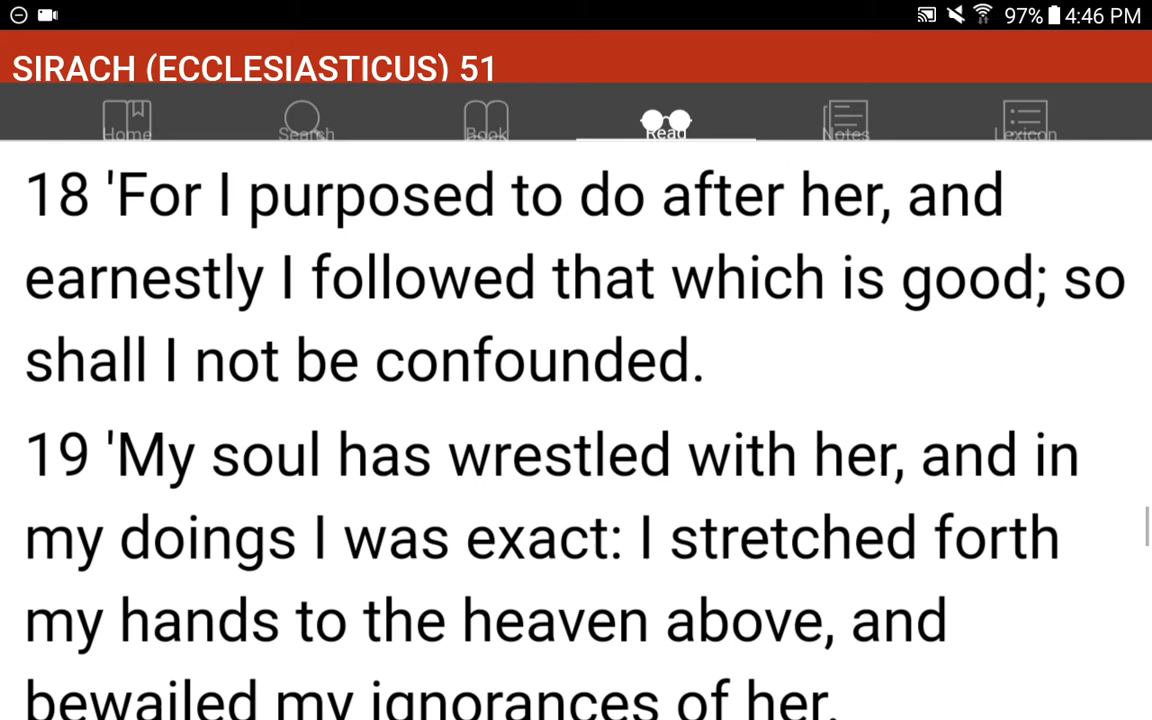 97% 4:46 PM
SIRACH (ECCLESIASTICUS) 51
Home Search Book Read Notes Lexicon
18 'For I purposed to do after her, and
earnestly I followed that which is good; so
shall I not be confounded.
19 'My soul has wrestled with her, and in
my doings I was exact: I stretched forth
my hands to the heaven above, and
bewailed my ignorances of her.